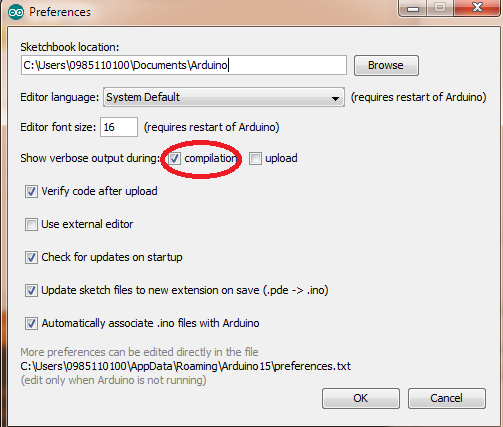 Preferences
Sketchbook location:
C:\Users\0985110100\Documents\Arduino
Browse
Editor language: System Default (requires restart of Arduino)
Editor font size: 16 (requires restart of Arduino)
Show verbose output during: compilation upload
Verify code after upload
Use external editor
Check for updates on startup
Update sketch files to new extension on save (.pde -> .ino)
Automatically associate .ino files with Arduino
More preferences can be edited directly in the file
C:\Users\0985110100\AppData\Roaming\Arduino15\preferences.txt
(edit only when Arduino is not running)
OK Cancel